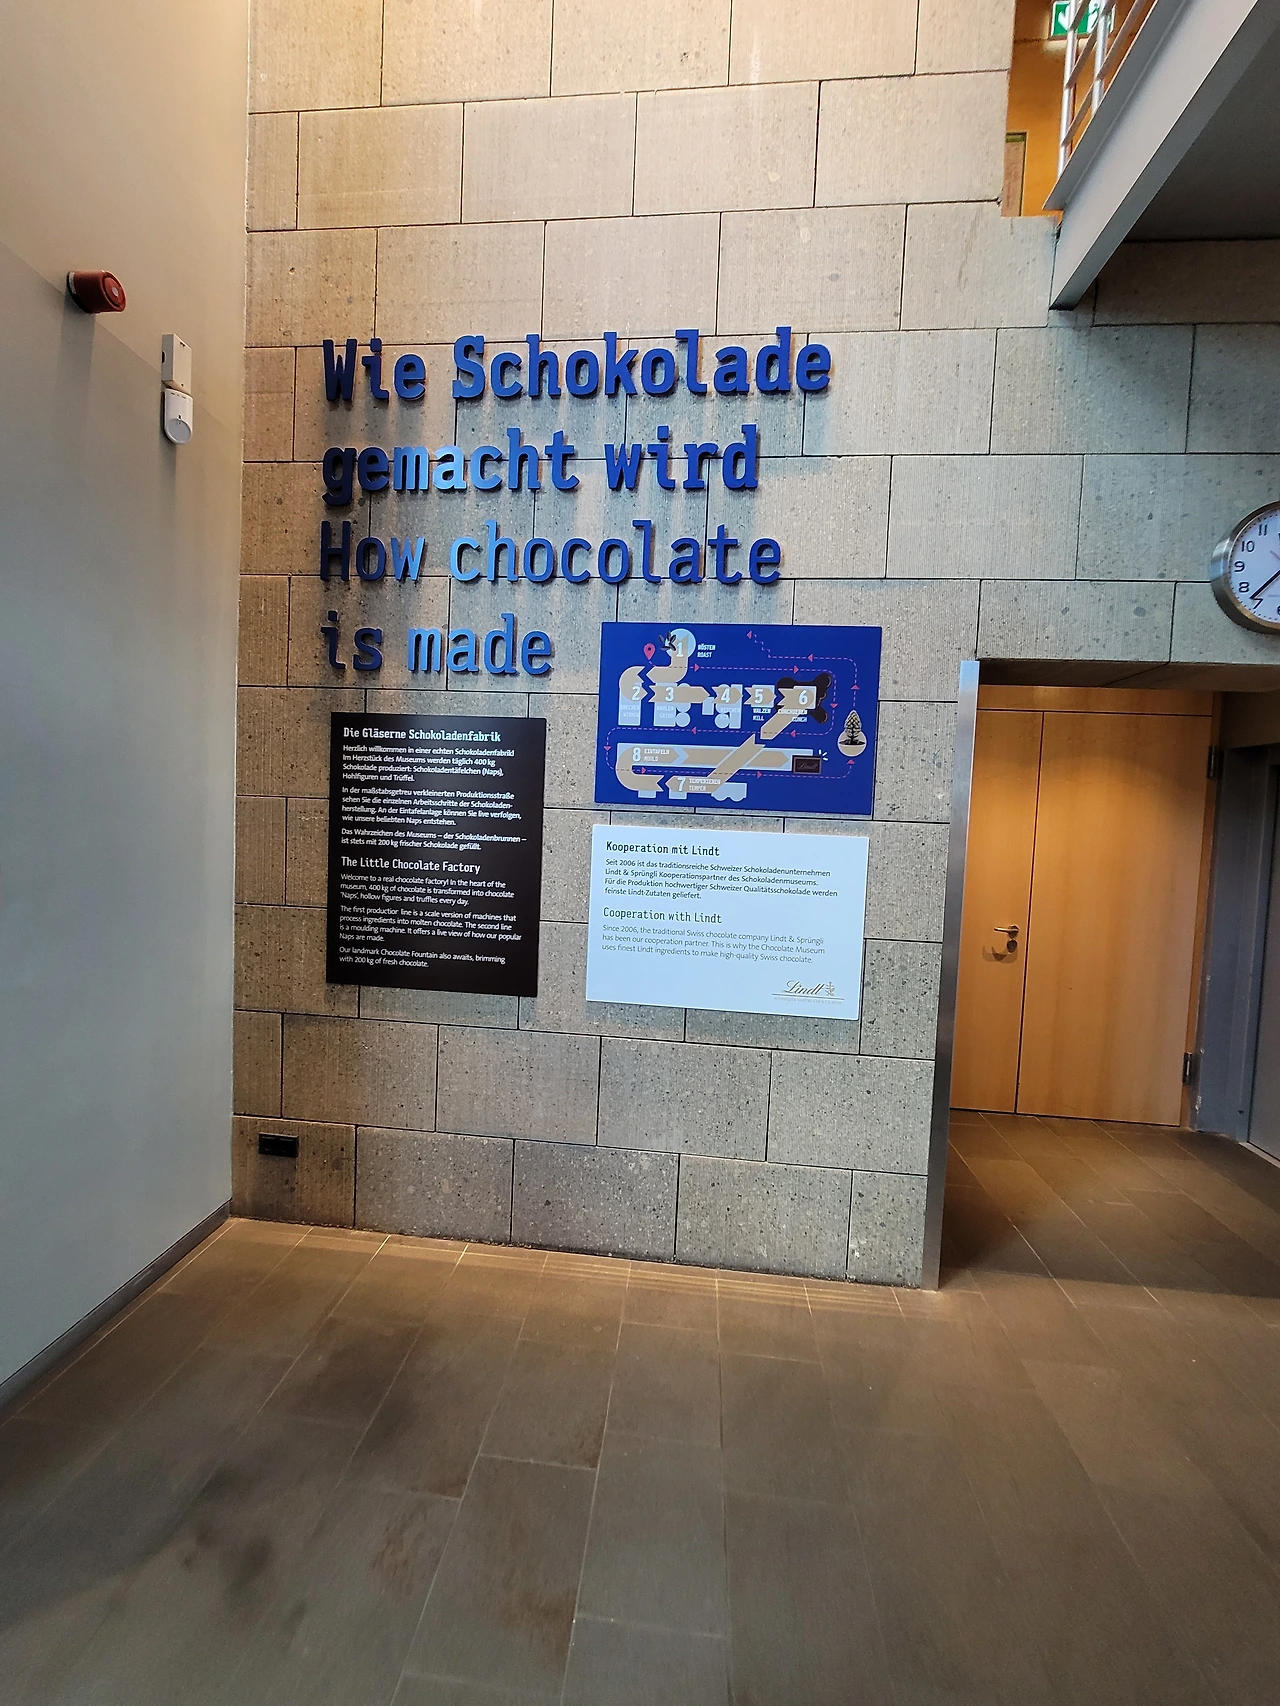 Wie Schokolade
gemacht wird
How chocolate
is made
1
RÖSTEN
ROAST
2
3
4
5
6
WALZEN
MILL
CONCH
8
EINTAFELN
MOULD
7
TEMPERIEREN
TEMPER
Die Gläserne Schokoladenfabrik
Herzlich willkommen in einer echten Schokoladenfabrik!
Im Herzstück des Museums werden täglich 400 kg
Schokolade produziert: Schokoladentäfelchen (Naps),
Hohlfiguren und Trüffel.
In der maßstabsgetreu verkleinerten Produktionsstraße
sehen Sie die einzelnen Arbeitsschritte der Schokoladen-
herstellung. An der Eintafelanlage können Sie live verfolgen,
wie unsere beliebten Naps entstehen.
Das Wahrzeichen des Museums – der Schokoladenbrunnen –
ist stets mit 200 kg frischer Schokolade gefüllt.
The Little Chocolate Factory
Welcome to a real chocolate factory! In the heart of the
museum, 400 kg of chocolate is transformed into chocolate
'Naps', hollow figures and truffles every day.
The first production line is a scale version of machines that
process ingredients into molten chocolate. The second line
is a moulding machine. It offers a live view of how our popular
Naps are made.
Our landmark Chocolate Fountain also awaits, brimming
with 200 kg of fresh chocolate.
Kooperation mit Lindt
Seit 2006 ist das traditionsreiche Schweizer Schokoladenunternehmen
Lindt & Sprüngli Kooperationspartner des Schokoladenmuseums.
Für die Produktion hochwertiger Schweizer Qualitätsschokolade werden
feinste Lindt-Zutaten geliefert.
Cooperation with Lindt
Since 2006, the traditional Swiss chocolate company Lindt & Sprüngli
has been our cooperation partner. This is why the Chocolate Museum
uses finest Lindt ingredients to make high-quality Swiss chocolate.
Lindt
11
10
9
8
7
6